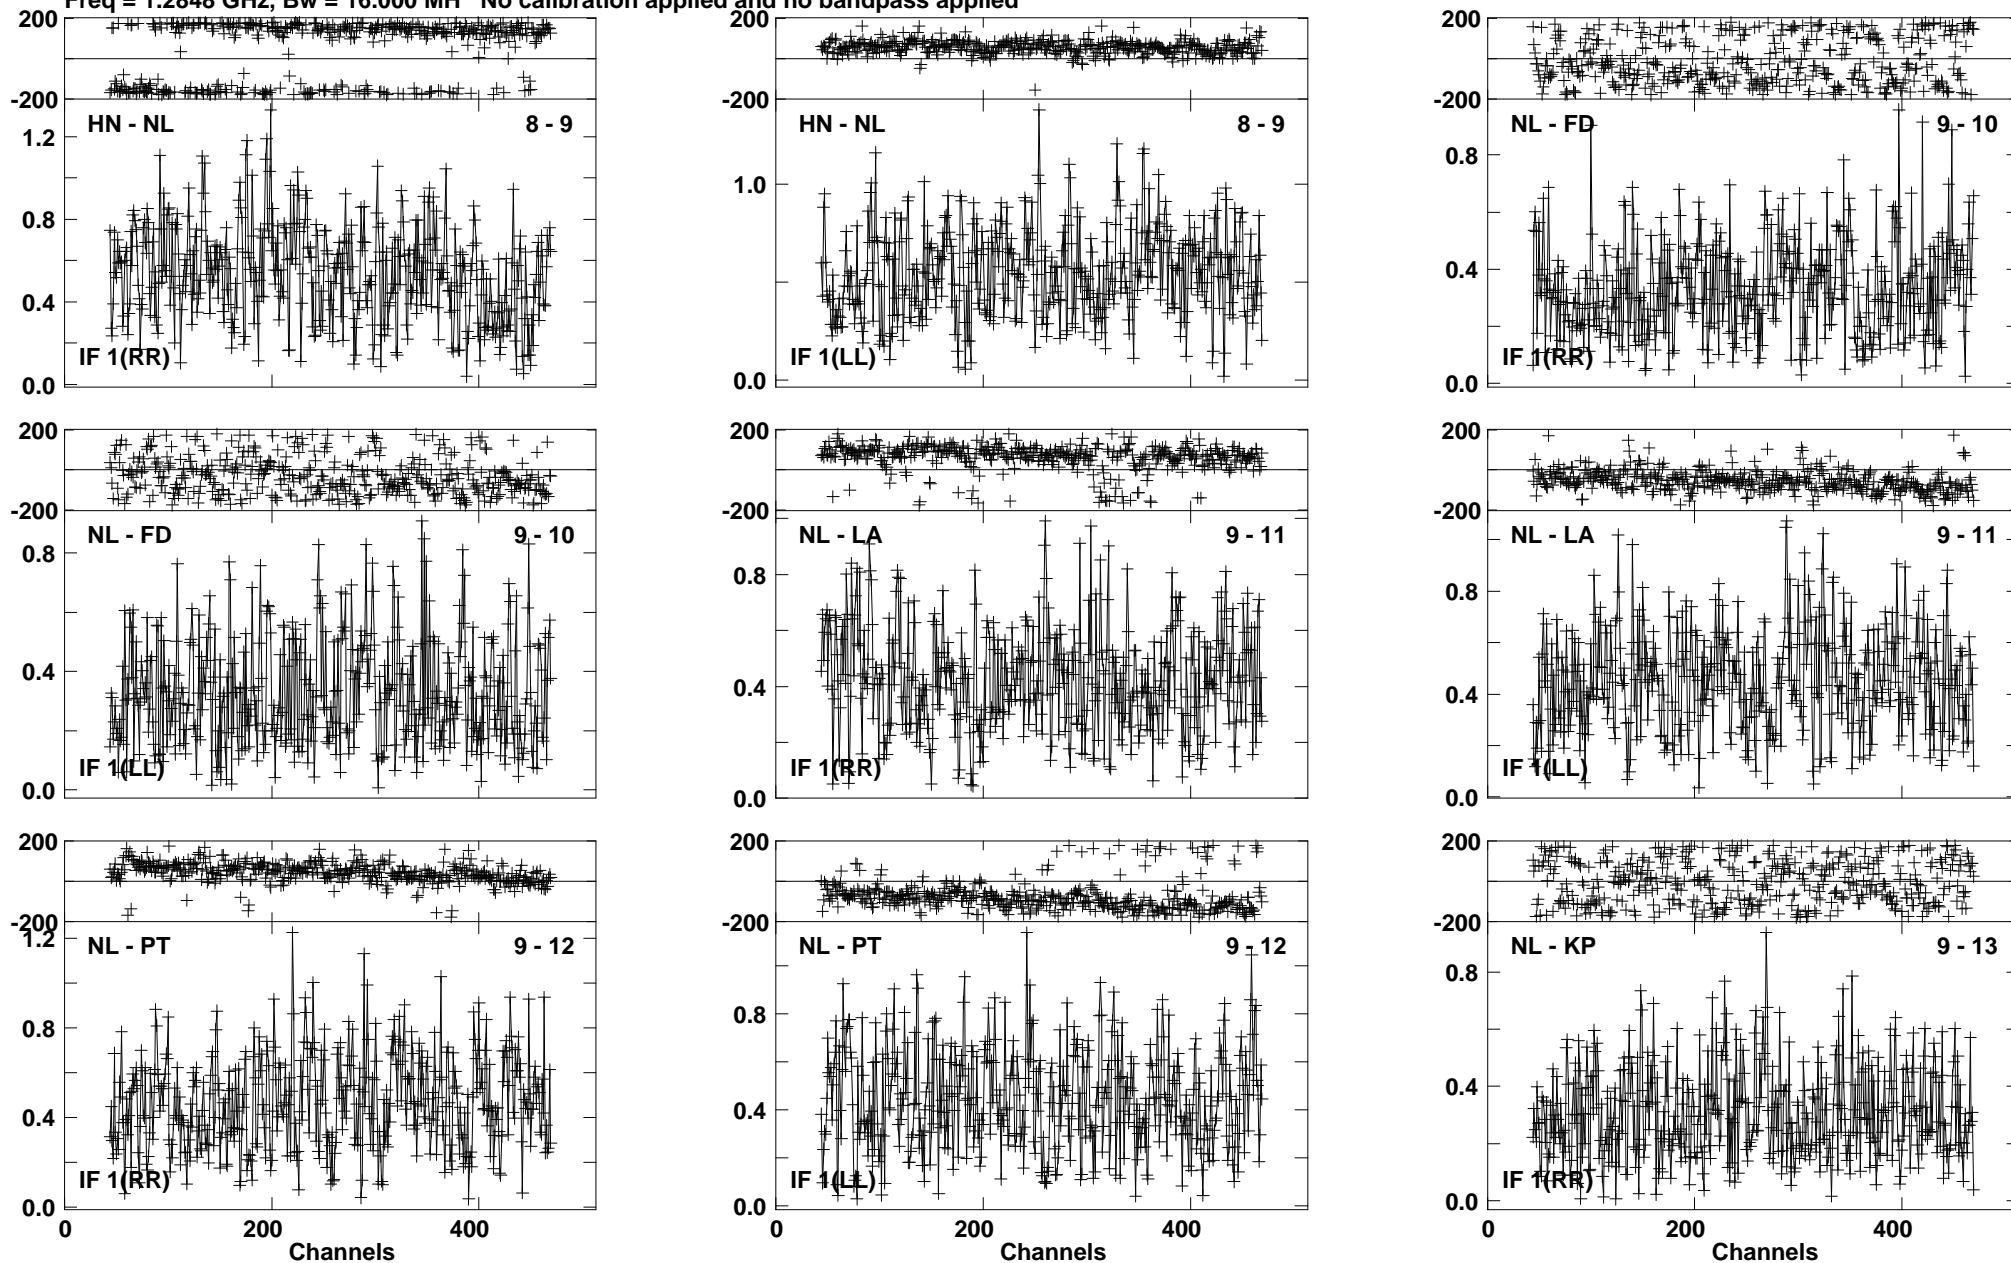 Freq = 1.2848 GHz, Bw = 16.000 MH No calibration applied and no bandpass applied
200
-200
HN - NL 8 - 9
1.2
0.8
0.4
0.0
IF 1(RR)
200
-200
HN - NL 8 - 9
1.0
0.0
IF 1(LL)
200
-200
NL - FD 9 - 10
0.8
0.4
0.0
IF 1(RR)
200
-200
NL - FD 9 - 10
0.8
0.4
0.0
IF 1(LL)
200
-200
NL - LA 9 - 11
0.8
0.4
0.0
IF 1(RR)
200
-200
NL - LA 9 - 11
0.8
0.4
0.0
IF 1(LL)
200
-200
1.2
NL - PT 9 - 12
0.8
0.4
0.0
IF 1(RR)
0 200 400
Channels
200
-200
NL - PT 9 - 12
0.8
0.4
0.0
IF 1(LL)
0 200 400
Channels
200
-200
NL - KP 9 - 13
0.8
0.4
0.0
IF 1(RR)
0 200 400
Channels